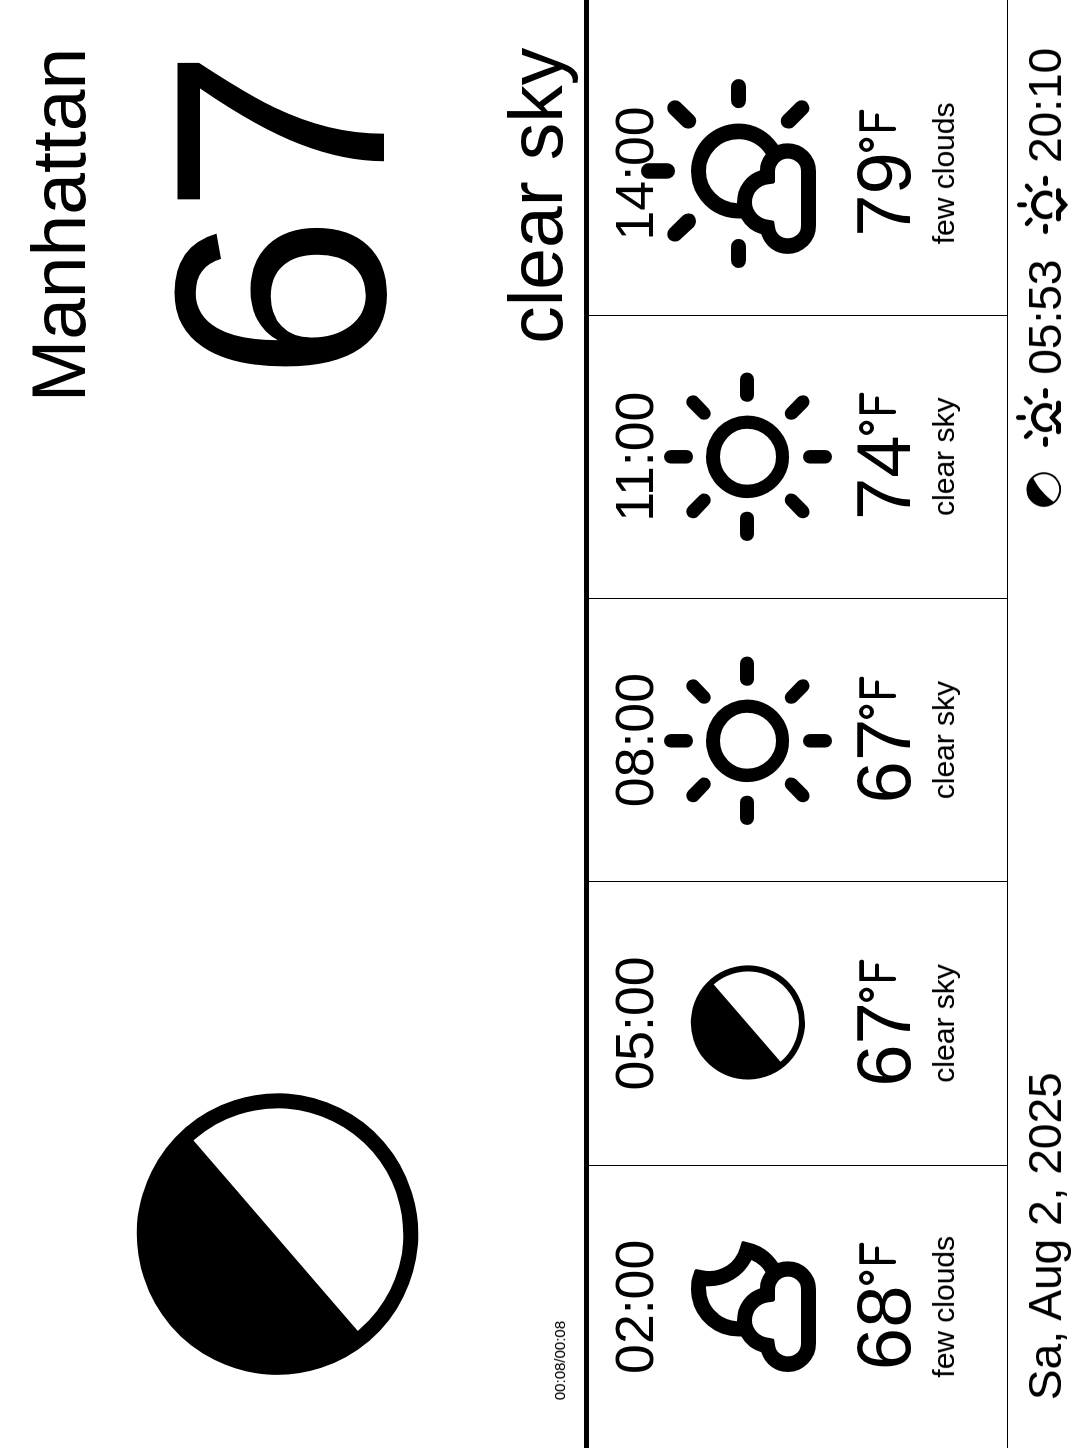 Manhattan
67
clear sky
00:08/00:08
02:00
68°F
few clouds
05:00
67°F
clear sky
08:00
67°F
clear sky
11:00
74°F
clear sky
14:00
79°F
few clouds
Sa, Aug 2, 2025
05:53 20:10